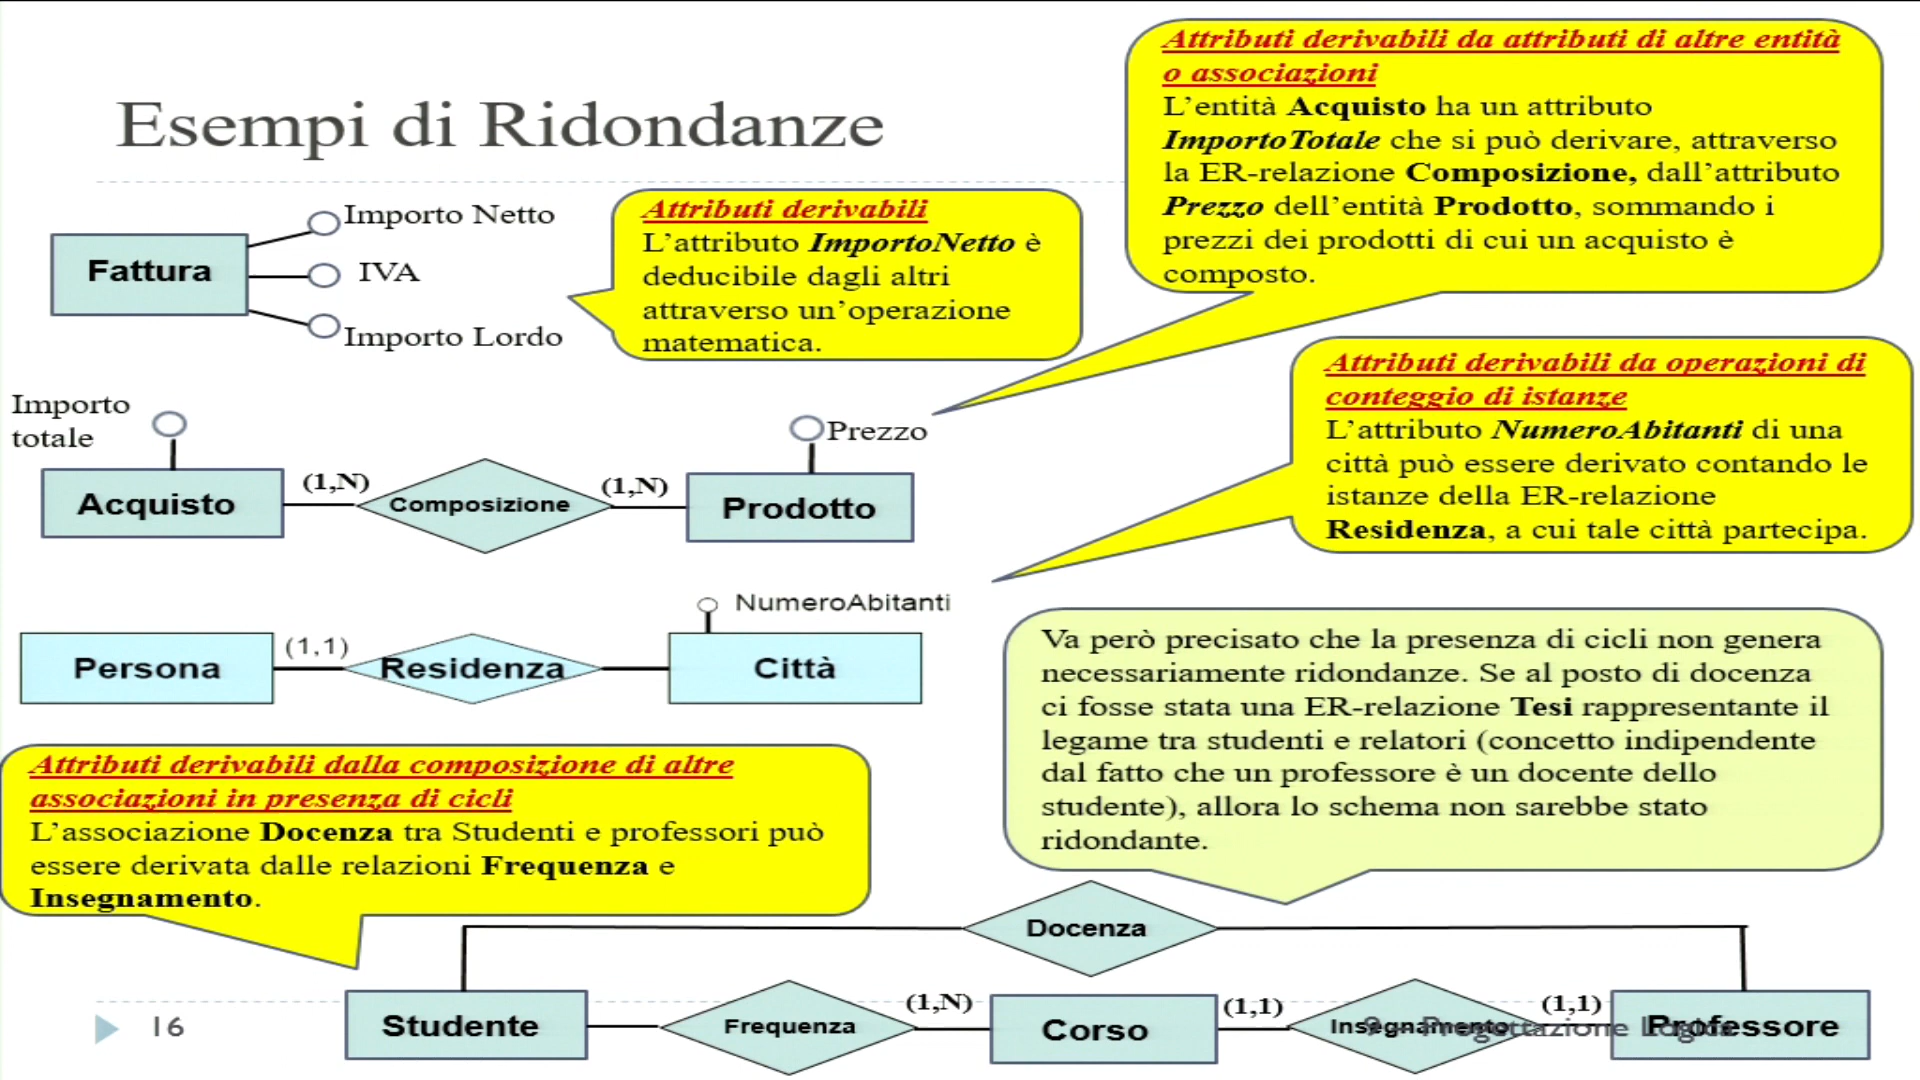 Esempi di Ridondanze
Attributi derivabili da attributi di altre entità
o associazioni
L'entità Acquisto ha un attributo
ImportoTotale che si può derivare, attraverso
la ER-relazione Composizione, dall'attributo
Prezzo dell'entità Prodotto, sommando i
prezzi dei prodotti di cui un acquisto è
composto.
Fattura
Importo Netto
IVA
Importo Lordo
Attributi derivabili
L'attributo ImportoNetto è
deducibile dagli altri
attraverso un'operazione
matematica.
Attributi derivabili da operazioni di
conteggio di istanze
L'attributo NumeroAbitanti di una
città può essere derivato contando le
istanze della ER-relazione
Residenza, a cui tale città partecipa.
Importo
totale
Prezzo
Acquisto
(1,N)
Composizione
(1,N)
Prodotto
NumeroAbitanti
Persona
(1,1)
Residenza
Città
Va però precisato che la presenza di cicli non genera
necessariamente ridondanze. Se al posto di docenza
ci fosse stata una ER-relazione Tesi rappresentante il
legame tra studenti e relatori (concetto indipendente
dal fatto che un professore è un docente dello
studente), allora lo schema non sarebbe stato
ridondante.
Attributi derivabili dalla composizione di altre
associazioni in presenza di cicli
L'associazione Docenza tra Studenti e professori può
essere derivata dalle relazioni Frequenza e
Insegnamento.
Docenza
Studente
Frequenza
(1,N)
Corso
(1,1)
Insegnamento
(1,1)
Professore
16
9 - Progettazione Logica